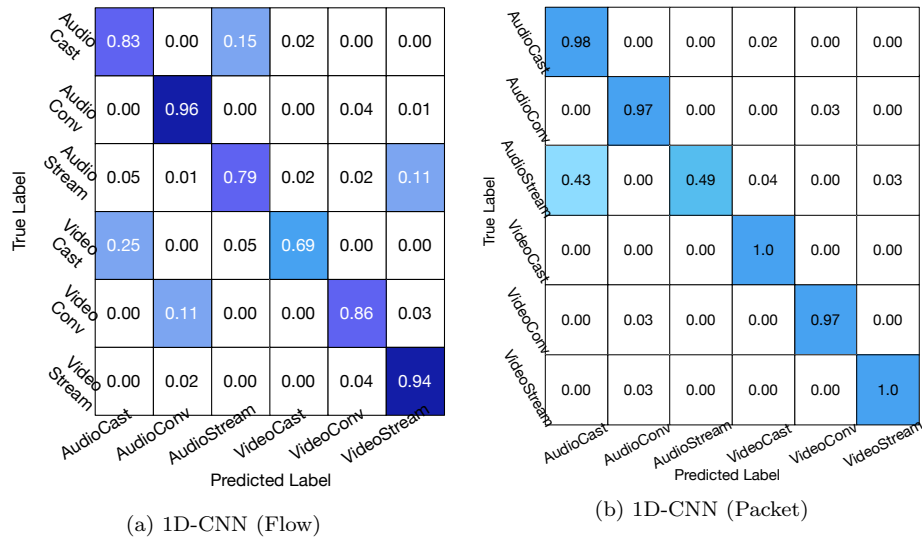 Audio Cast 0.83 0.00 0.15 0.02 0.00 0.00
Audio Conv 0.00 0.96 0.00 0.00 0.04 0.01
Audio Stream 0.05 0.01 0.79 0.02 0.02 0.11
Video Cast 0.25 0.00 0.05 0.69 0.00 0.00
Video Conv 0.00 0.11 0.00 0.00 0.86 0.03
Video Stream 0.00 0.02 0.00 0.00 0.04 0.94
True Label
AudioCast AudioConv AudioStream VideoCast VideoConv VideoStream
Predicted Label
(a) 1D-CNN (Flow)
AudioCast 0.98 0.00 0.00 0.02 0.00 0.00
AudioConv 0.00 0.97 0.00 0.00 0.03 0.00
AudioStream 0.43 0.00 0.49 0.04 0.00 0.03
VideoCast 0.00 0.00 0.00 1.0 0.00 0.00
VideoConv 0.00 0.03 0.00 0.00 0.97 0.00
VideoStream 0.00 0.03 0.00 0.00 0.00 1.0
True Label
AudioCast AudioConv AudioStream VideoCast VideoConv VideoStream
Predicted Label
(b) 1D-CNN (Packet)